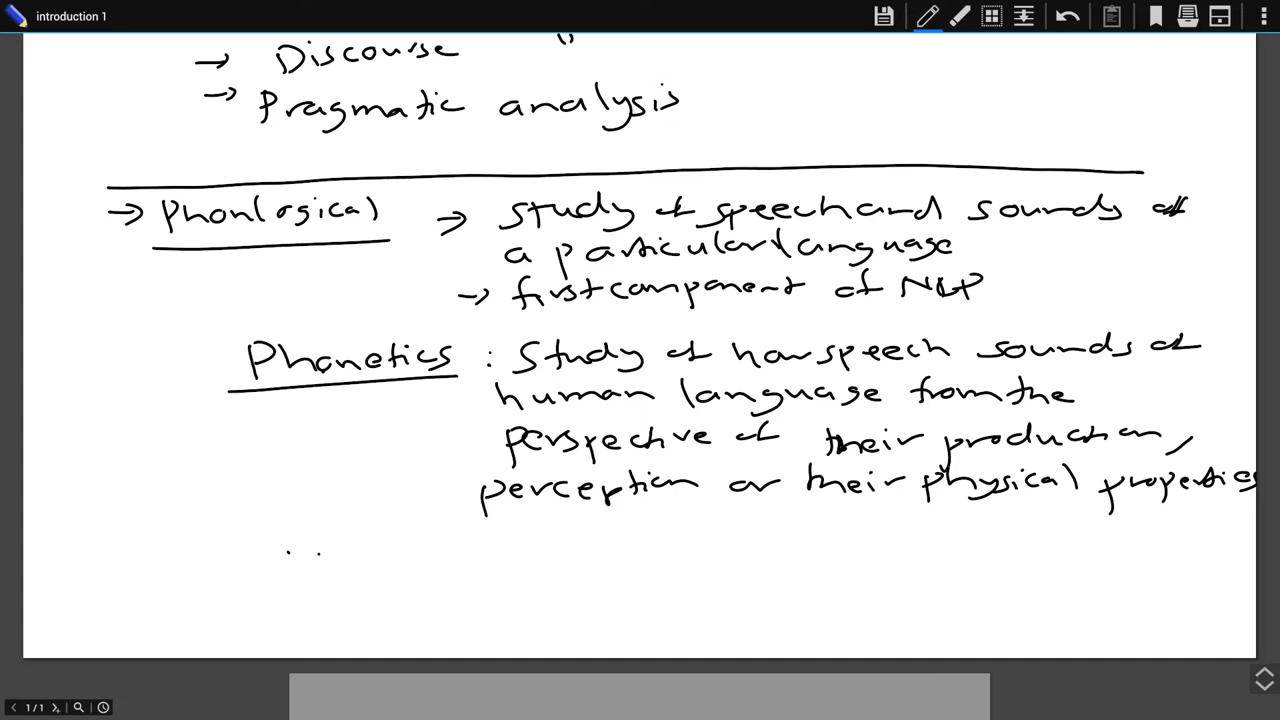 introduction 1
→ Discourse "
→ Pragmatic analysis
→ Phonlogical → study of speech and sounds of
a particular language
→ first component of NLP
Phonetics : Study of how speech sounds of
human language from the
perspective of their production,
perception or their physical properties
1/1